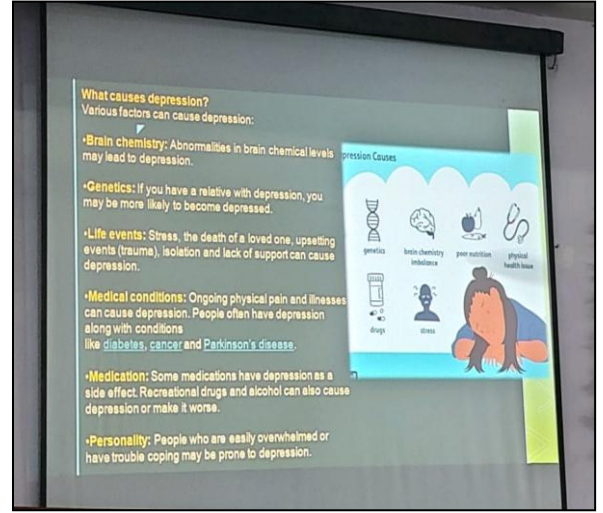 What causes depression?
Various factors can cause depression:
•Brain chemistry: Abnormalities in brain chemical levels
may lead to depression.
•Genetics: If you have a relative with depression, you
may be more likely to become depressed.
•Life events: Stress, the death of a loved one, upsetting
events (trauma), isolation and lack of support can cause
depression.
•Medical conditions: Ongoing physical pain and illnesses
can cause depression. People often have depression
along with conditions
like diabetes, cancer and Parkinson's disease.
•Medication: Some medications have depression as a
side effect. Recreational drugs and alcohol can also cause
depression or make it worse.
•Personality: People who are easily overwhelmed or
have trouble coping may be prone to depression.
pression Causes
genetics
brain chemistry
imbalance
poor nutrition
physical
health issue
drugs
stress